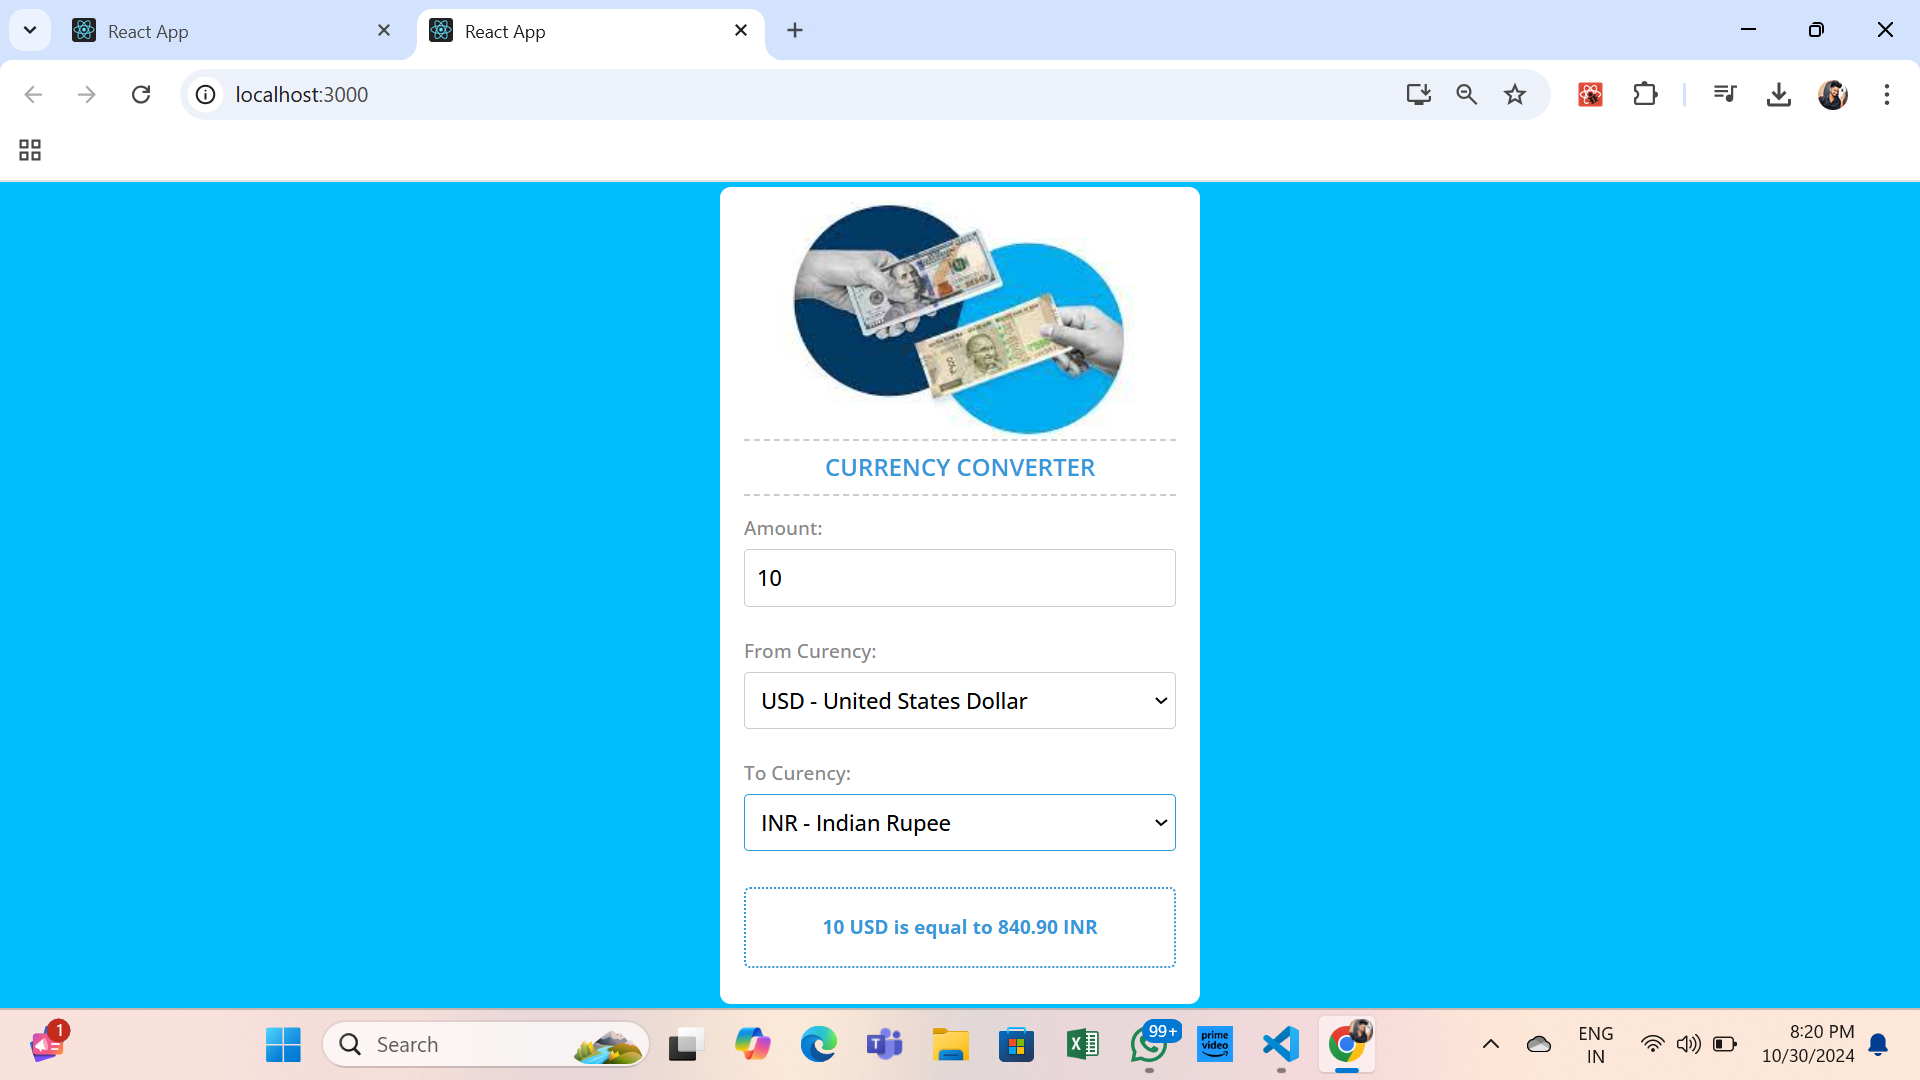 React App
React App
localhost:3000
CURRENCY CONVERTER
Amount:
10
From Curency:
USD - United States Dollar
To Curency:
INR - Indian Rupee
10 USD is equal to 840.90 INR
1
Search
99+
prime
video
ENG
IN
8:20 PM
10/30/2024